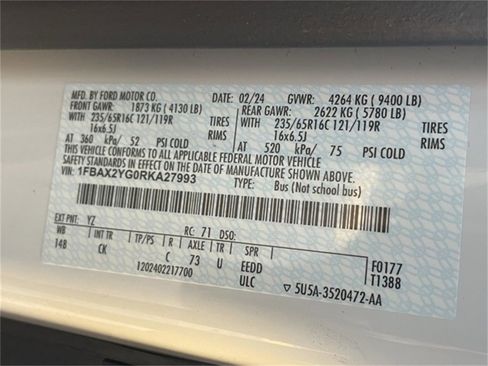 MFD. BY FORD MOTOR CO. DATE: 02/24 GVWR: 4264 KG ( 9400 LB)
FRONT GAWR: 1873 KG ( 4130 LB) REAR GAWR: 2622 KG ( 5780 LB)
WITH 235/65R16C 121/119R TIRES WITH 235/65R16C 121/119R TIRES
16x6.5J RIMS 16x6.5J RIMS
AT 360 kPa/ 52 PSI COLD AT 520 kPa/ 75 PSI COLD
THIS VEHICLE CONFORMS TO ALL APPLICABLE FEDERAL MOTOR VEHICLE
SAFETY STANDARDS IN EFFECT ON THE DATE OF MANUFACTURE SHOWN ABOVE.
VIN: 1FBAX2YG0RKA27993
TYPE: Bus (Not school bus)
EXT PNT: YZ RC: 71 DSO:
WB INT TR TP/PS R AXLE TR SPR
148 CK C 73 U EEDD F0177
ULC T1388
1202402217700 ▽ 5U5A-3520472-AA